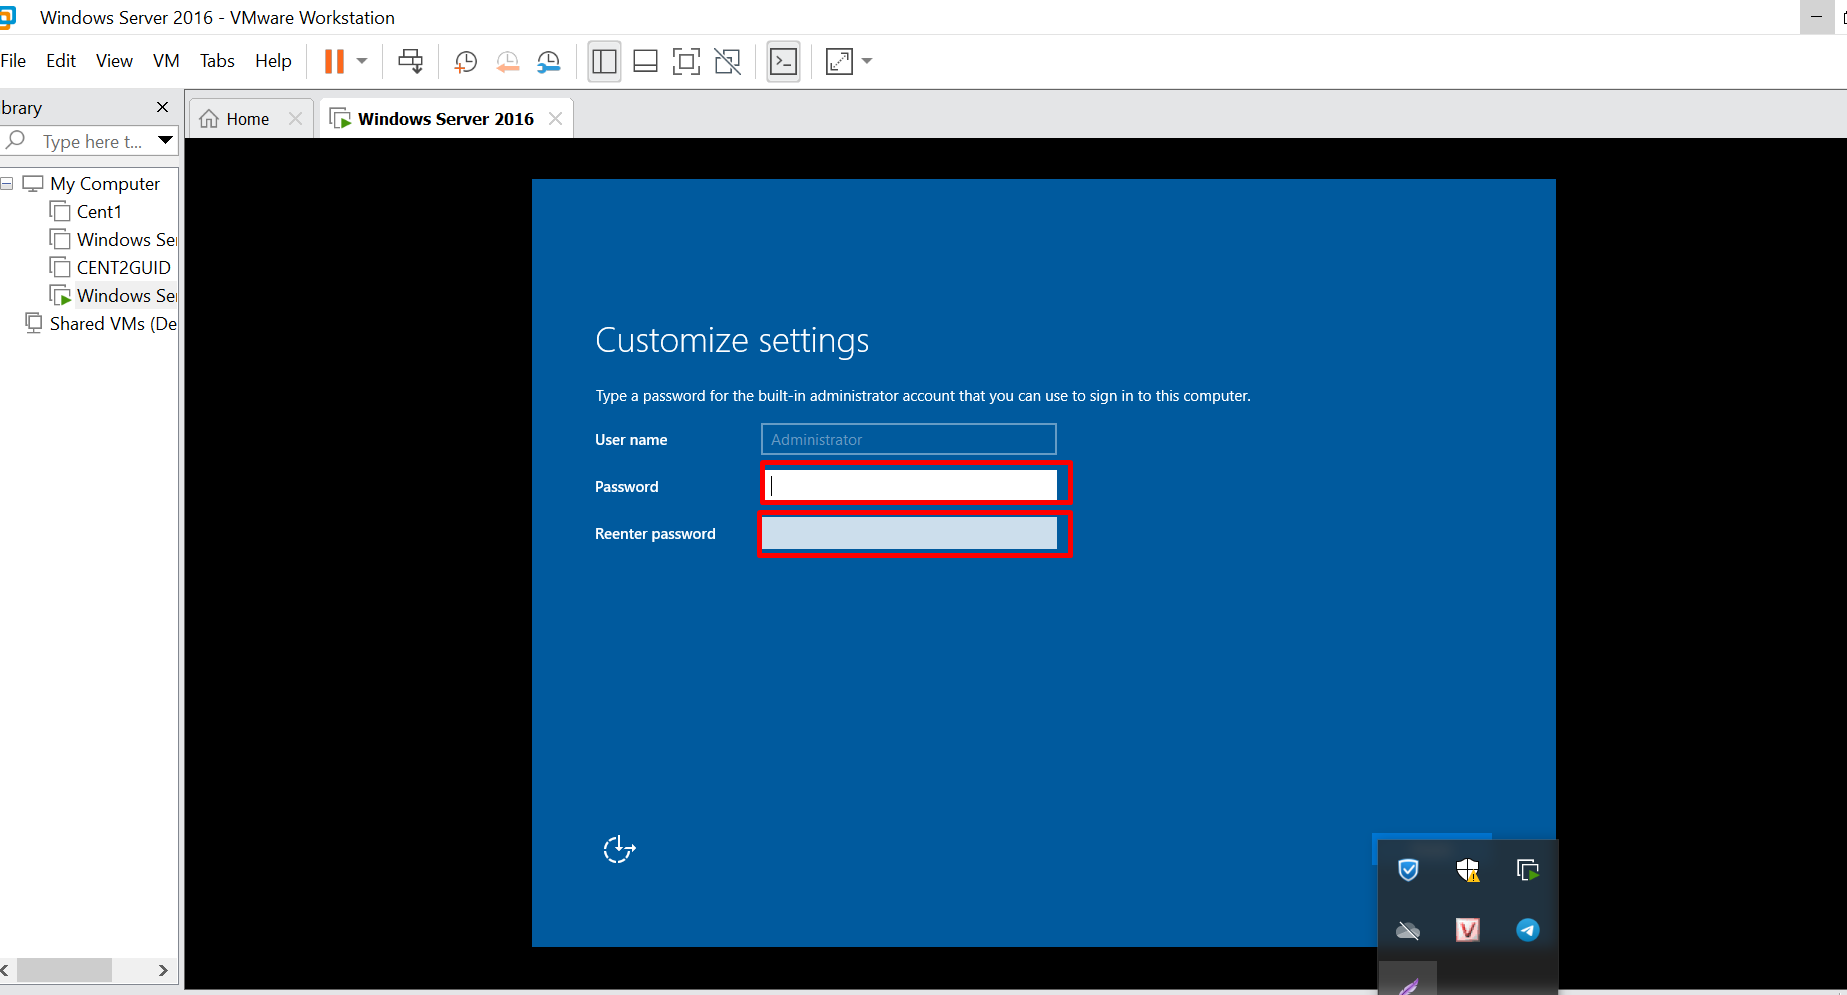 Windows Server 2016 - VMware Workstation
File Edit View VM Tabs Help
brary
Home
Windows Server 2016
Type here t...
My Computer
Cent1
Windows Se
CENT2GUID
Windows Se
Shared VMs (De
Customize settings
Type a password for the built-in administrator account that you can use to sign in to this computer.
User name
Administrator
Password
Reenter password